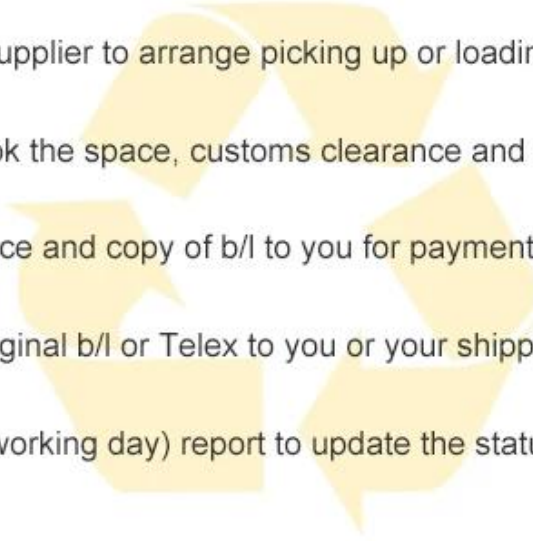 upplier to arrange picking up or loadin
ok the space, customs clearance and
ce and copy of b/l to you for payment
ginal b/l or Telex to you or your shipp
working day) report to update the statu